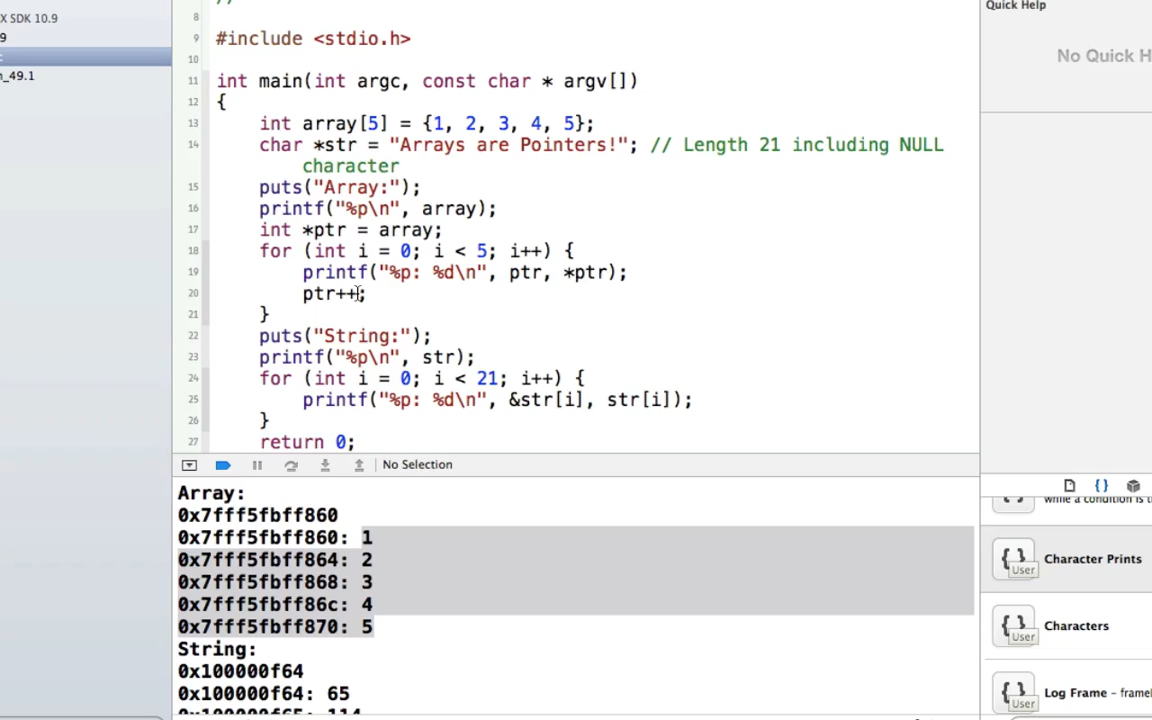 X SDK 10.9
9
c
n_49.1
//
8
9 #include <stdio.h>
10
11 int main(int argc, const char * argv[])
12 {
13 int array[5] = {1, 2, 3, 4, 5};
14 char *str = "Arrays are Pointers!"; // Length 21 including NULL
character
15 puts("Array:");
16 printf("%p\n", array);
17 int *ptr = array;
18 for (int i = 0; i < 5; i++) {
19 printf("%p: %d\n", ptr, *ptr);
20 ptr++;
21 }
22 puts("String:");
23 printf("%p\n", str);
24 for (int i = 0; i < 21; i++) {
25 printf("%p: %d\n", &str[i], str[i]);
26 }
27 return 0;
No Selection
Array:
0x7fff5fbff860
0x7fff5fbff860: 1
0x7fff5fbff864: 2
0x7fff5fbff868: 3
0x7fff5fbff86c: 4
0x7fff5fbff870: 5
String:
0x100000f64
0x100000f64: 65
0x100000f65: 114
Quick Help
No Quick H
{ }
while a condition is t
{ } User
Character Prints
{ } User
Characters
{ } User
Log Frame – frame